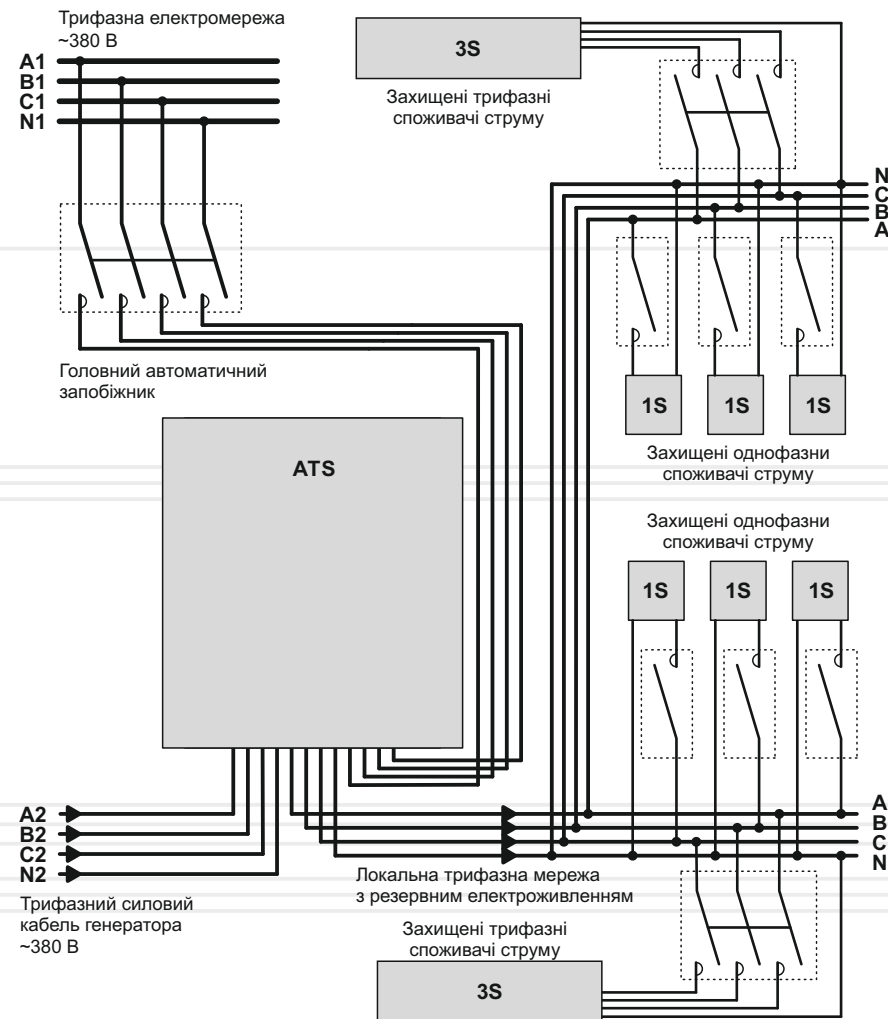 Трифазна електромережа
~380 В
A1
B1
C1
N1
3S
Захищені трифазні
споживачі струму
N
C
B
A
Головний автоматичний
запобіжник
1S
1S
1S
Захищені однофазни
споживачі струму
ATS
Захищені однофазни
споживачі струму
1S
1S
1S
A2
B2
C2
N2
A
B
C
N
Трифазний силовий
кабель генератора
~380 В
Локальна трифазна мережа
з резервним електроживленням
Захищені трифазні
споживачі струму
3S